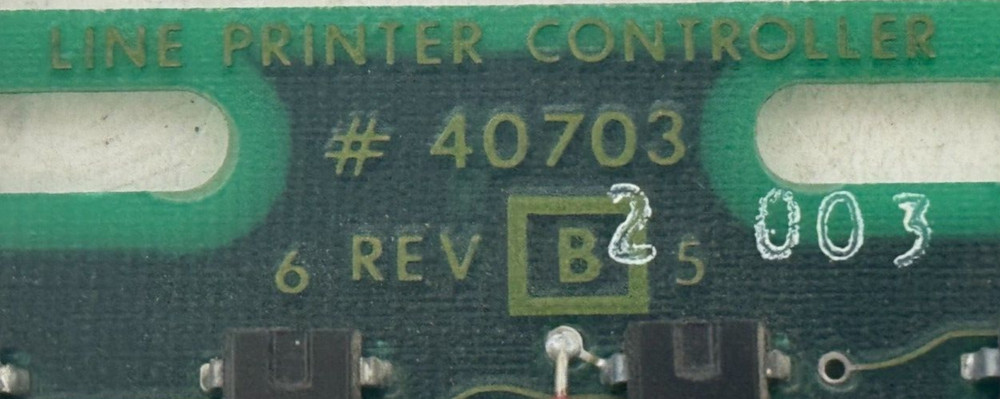 LINE PRINTER CONTROLLER
# 40703
2 003
6 REV B 5